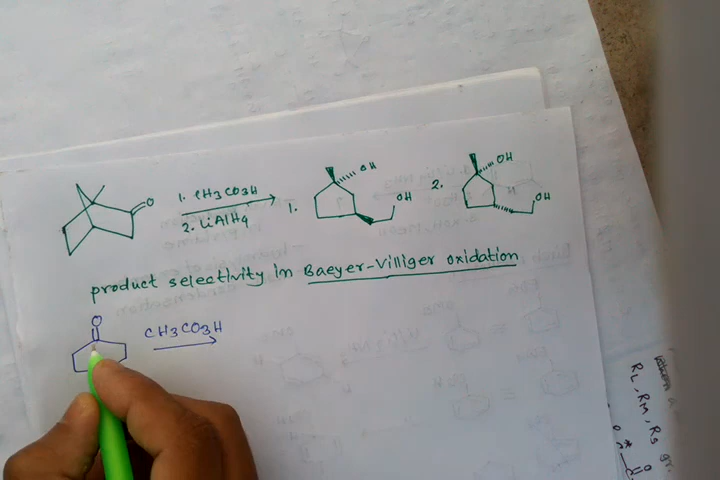 1. CH3CO3H
2. LiAlH4
O
1.
OH
OH
2.
OH
OH
product selectivity in Baeyer-Villiger oxidation
O
CH3CO3H
RL, RM, RS gr.